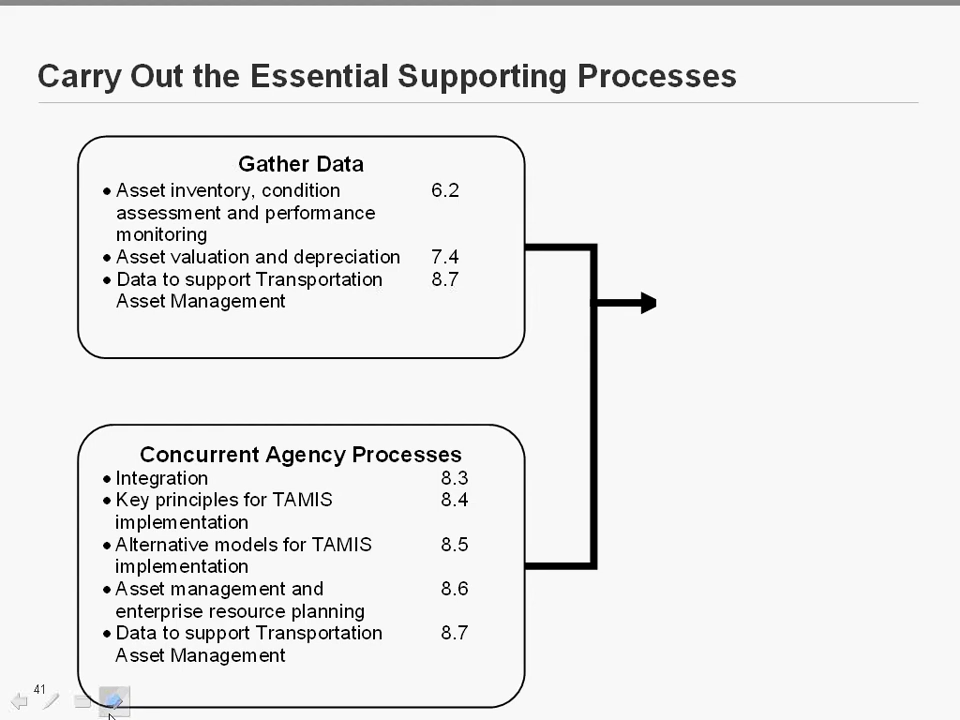 Carry Out the Essential Supporting Processes
Gather Data
• Asset inventory, condition 6.2
assessment and performance
monitoring
• Asset valuation and depreciation 7.4
• Data to support Transportation 8.7
Asset Management
Concurrent Agency Processes
• Integration 8.3
• Key principles for TAMIS 8.4
implementation
• Alternative models for TAMIS 8.5
implementation
• Asset management and 8.6
enterprise resource planning
• Data to support Transportation 8.7
Asset Management
41